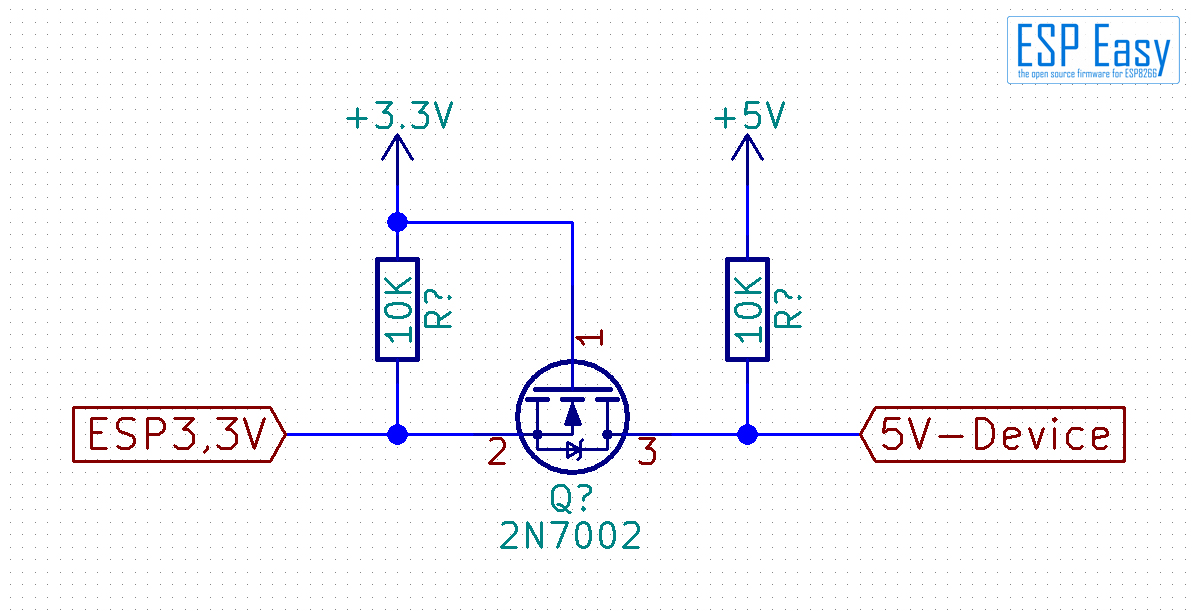 ESP Easy
the open source firmware for ESP8266
+3.3V
+5V
10K
R?
10K
R?
1
ESP3,3V
2
3
5V-Device
Q?
2N7002